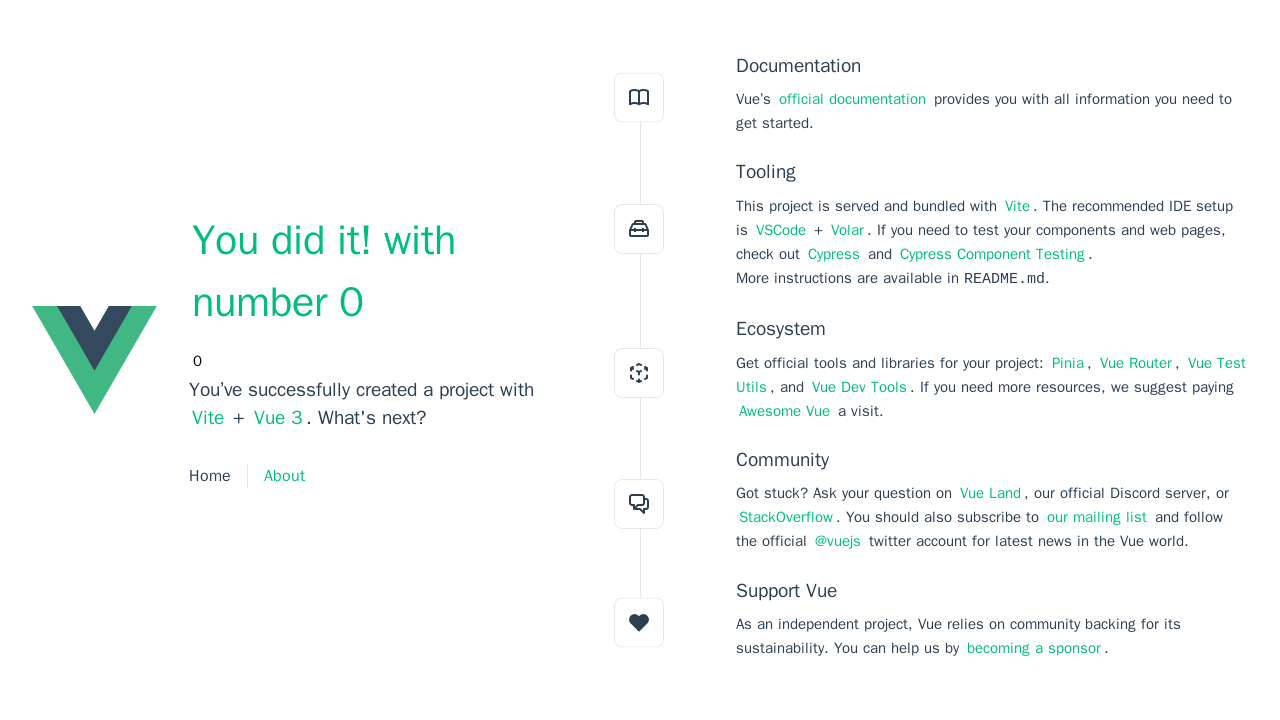 You did it! with
number 0
0
You’ve successfully created a project with
Vite + Vue 3. What's next?
Home
About
Documentation
Vue’s official documentation provides you with all information you need to
get started.
Tooling
This project is served and bundled with Vite. The recommended IDE setup
is VSCode + Volar. If you need to test your components and web pages,
check out Cypress and Cypress Component Testing.
More instructions are available in README.md.
Ecosystem
Get official tools and libraries for your project: Pinia, Vue Router, Vue Test
Utils, and Vue Dev Tools. If you need more resources, we suggest paying
Awesome Vue a visit.
Community
Got stuck? Ask your question on Vue Land, our official Discord server, or
StackOverflow. You should also subscribe to our mailing list and follow
the official @vuejs twitter account for latest news in the Vue world.
Support Vue
As an independent project, Vue relies on community backing for its
sustainability. You can help us by becoming a sponsor.